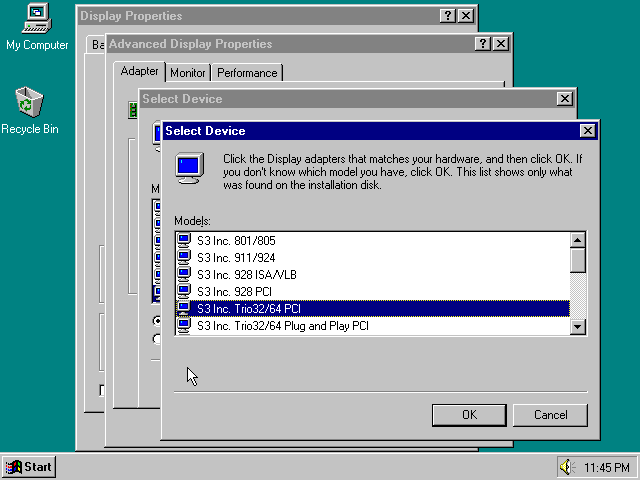 My Computer
Recycle Bin
Display Properties
Ba
Advanced Display Properties
Adapter
Monitor
Performance
Select Device
M
Select Device
Click the Display adapters that matches your hardware, and then click OK. If
you don't know which model you have, click OK. This list shows only what
was found on the installation disk.
Models:
S3 Inc. 801/805
S3 Inc. 911/924
S3 Inc. 928 ISA/VLB
S3 Inc. 928 PCI
S3 Inc. Trio32/64 PCI
S3 Inc. Trio32/64 Plug and Play PCI
OK
Cancel
Start
11:45 PM